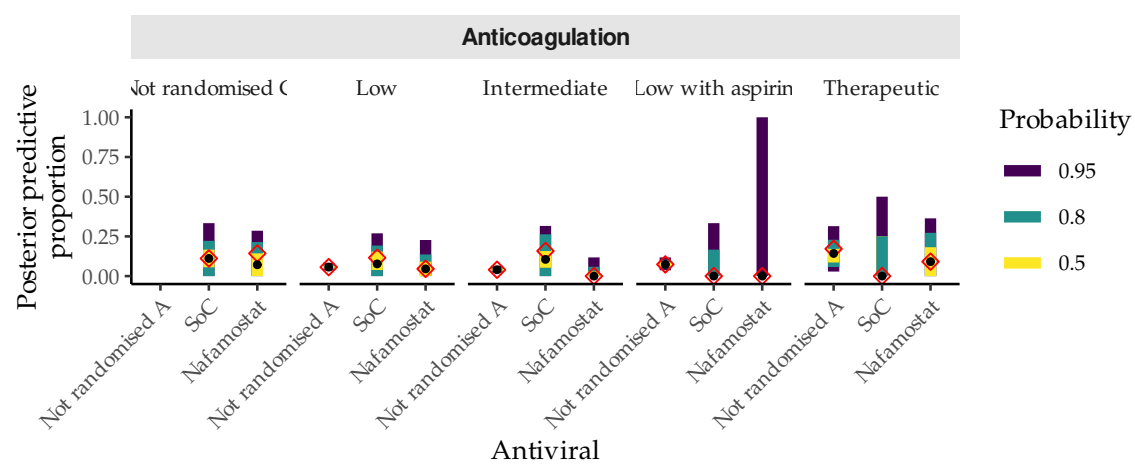 Anticoagulation
Not randomised C
Low
Intermediate
Low with aspirin
Therapeutic
Posterior predictive
proportion
1.00
0.75
0.50
0.25
0.00
Not randomised A
SoC
Nafamostat
Not randomised A
SoC
Nafamostat
Not randomised A
SoC
Nafamostat
Not randomised A
SoC
Nafamostat
Not randomised A
SoC
Nafamostat
Antiviral
Probability
0.95
0.8
0.5